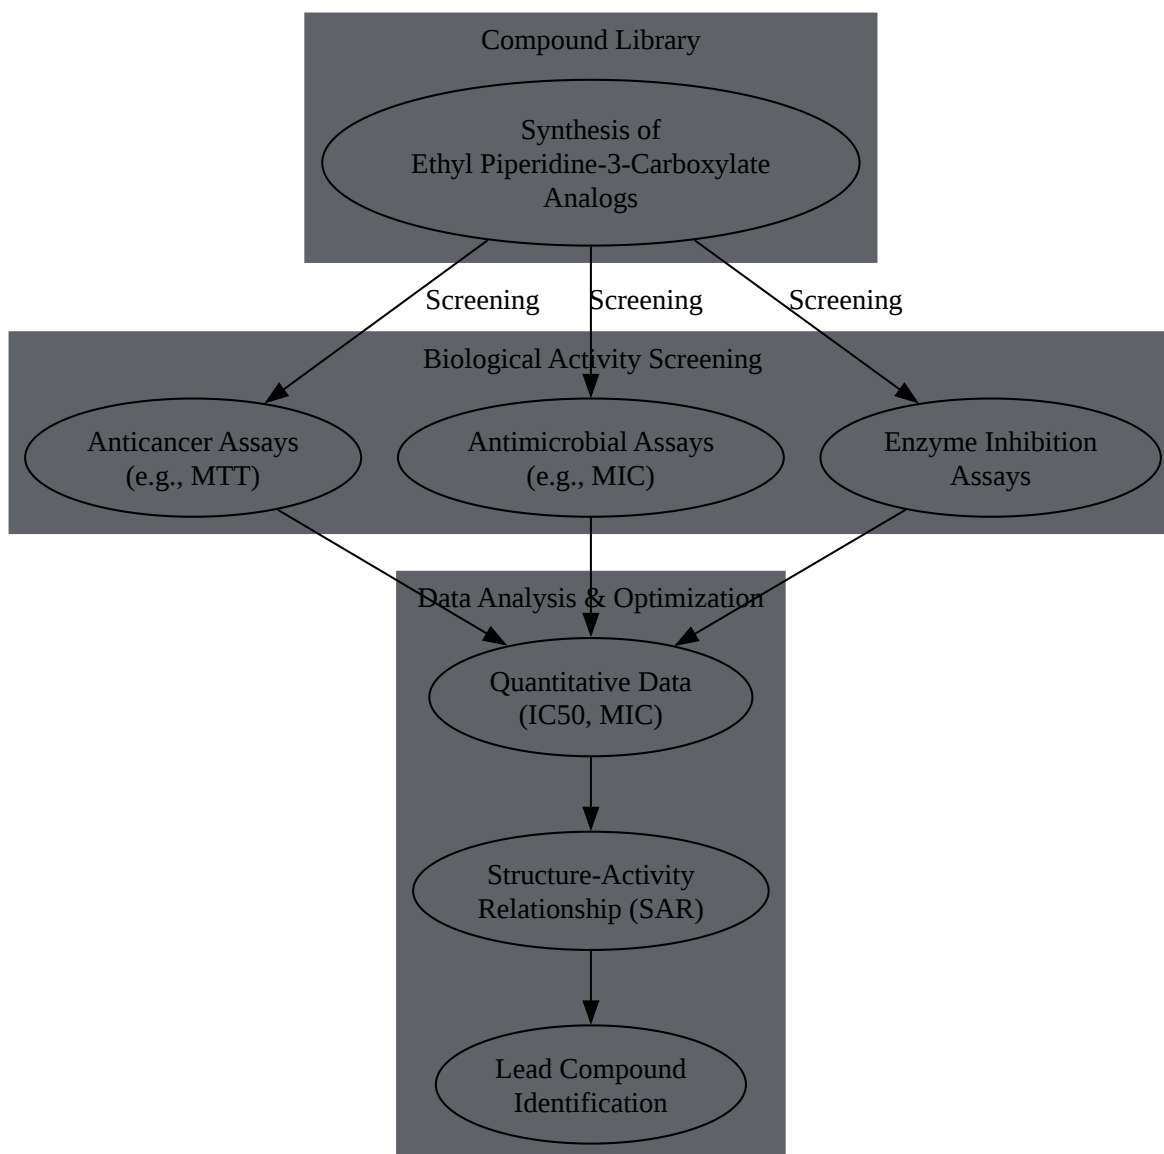 Compound Library
Synthesis of
Ethyl Piperidine-3-Carboxylate
Analogs
Screening
Screening
Screening
Biological Activity Screening
Anticancer Assays
(e.g., MTT)
Antimicrobial Assays
(e.g., MIC)
Enzyme Inhibition
Assays
Data Analysis & Optimization
Quantitative Data
(IC50, MIC)
Structure-Activity
Relationship (SAR)
Lead Compound
Identification